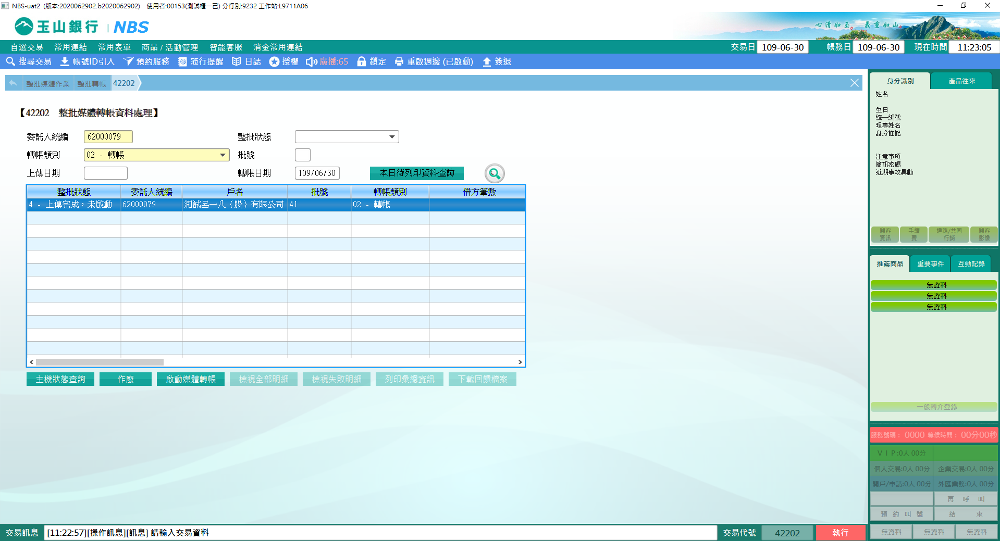 NBS-uat2 (版本:2020062902.b2020062902) 使用者:00153(測試櫃一己) 分行別:9232 工作站:L9711A06
玉山銀行 | NBS
心清如玉。義重如山。
自選交易 常用連結 常用表單 商品 / 活動管理 智能客服 消金常用連結 交易日 109-06-30 帳務日 109-06-30 現在時間 11:23:05
搜尋交易 帳號ID引入 預約服務 蒞行提醒 日誌 授權 廣播:65 鎖定 重啟週邊 (已啟動) 簽退
整批媒體作業 整批轉帳 42202
【42202 整批媒體轉帳資料處理】
委託人統編 62000079 整批狀態
轉帳類別 02 - 轉帳 批號
上傳日期 轉帳日期 109/06/30 本日待列印資料查詢
整批狀態 委託人統編 戶名 批號 轉帳類別 借方筆數
4 - 上傳完成，未啟動 62000079 測試呂一八（股）有限公司 41 02 - 轉帳
主機狀態查詢 作廢 啟動媒體轉帳 檢視全部明細 檢視失敗明細 列印彙總資訊 下載回饋檔案
身分識別 產品往來
姓名
生日
統一編號
理專姓名
身分註記
注意事項
簡訊密碼
近期事故異動
顧客資訊 手續費 通路/共同行銷 顧客影像
推薦商品 重要事件 互動記錄
無資料
無資料
無資料
一般轉介登錄
服務號碼： 0000 等候時間： 00分00秒
ＶＩＰ:0人 00分
個人交易:0人 00分 企業交易:0人 00分
開戶/申請:0人 00分 外匯業務:0人 00分
再 呼 叫
預 約 叫 號 結 束
無資料 無資料 無資料
交易訊息 [11:22:57][操作訊息][訊息] 請輸入交易資料 交易代號 42202 執行